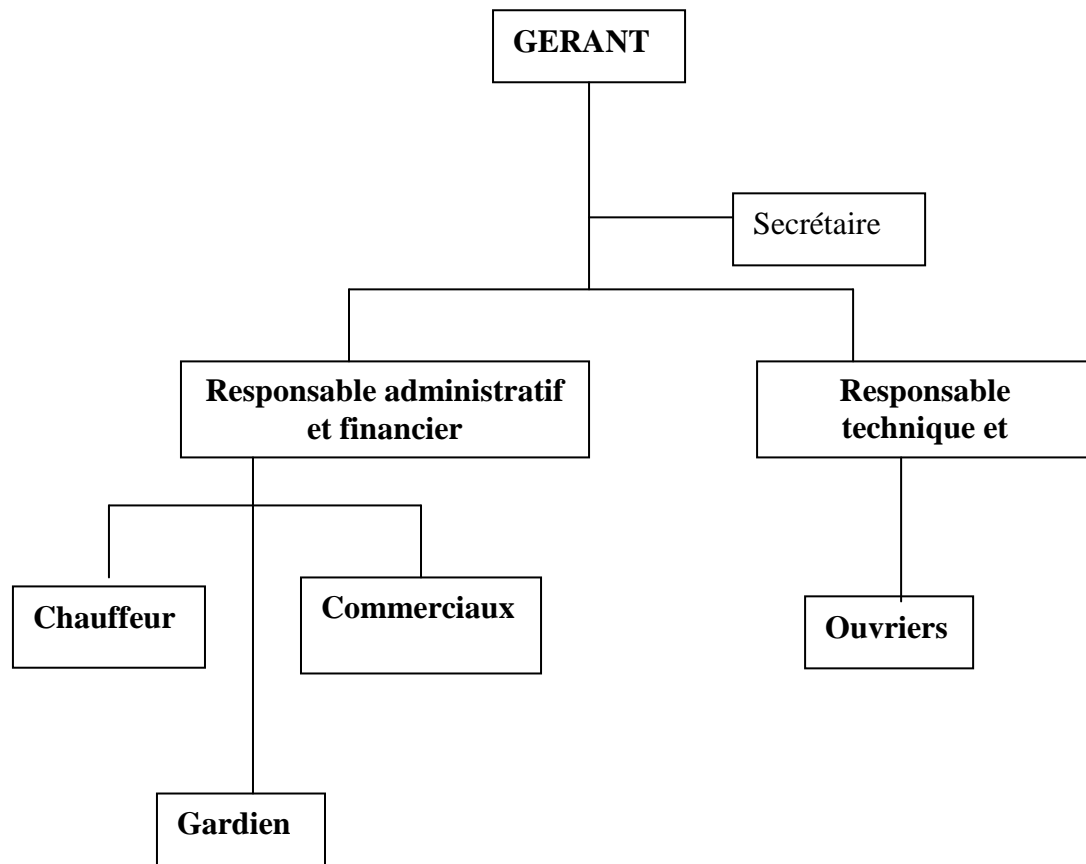 GERANT
Secrétaire
Responsable administratif
et financier
Responsable
technique et
Chauffeur
Commerciaux
Ouvriers
Gardien